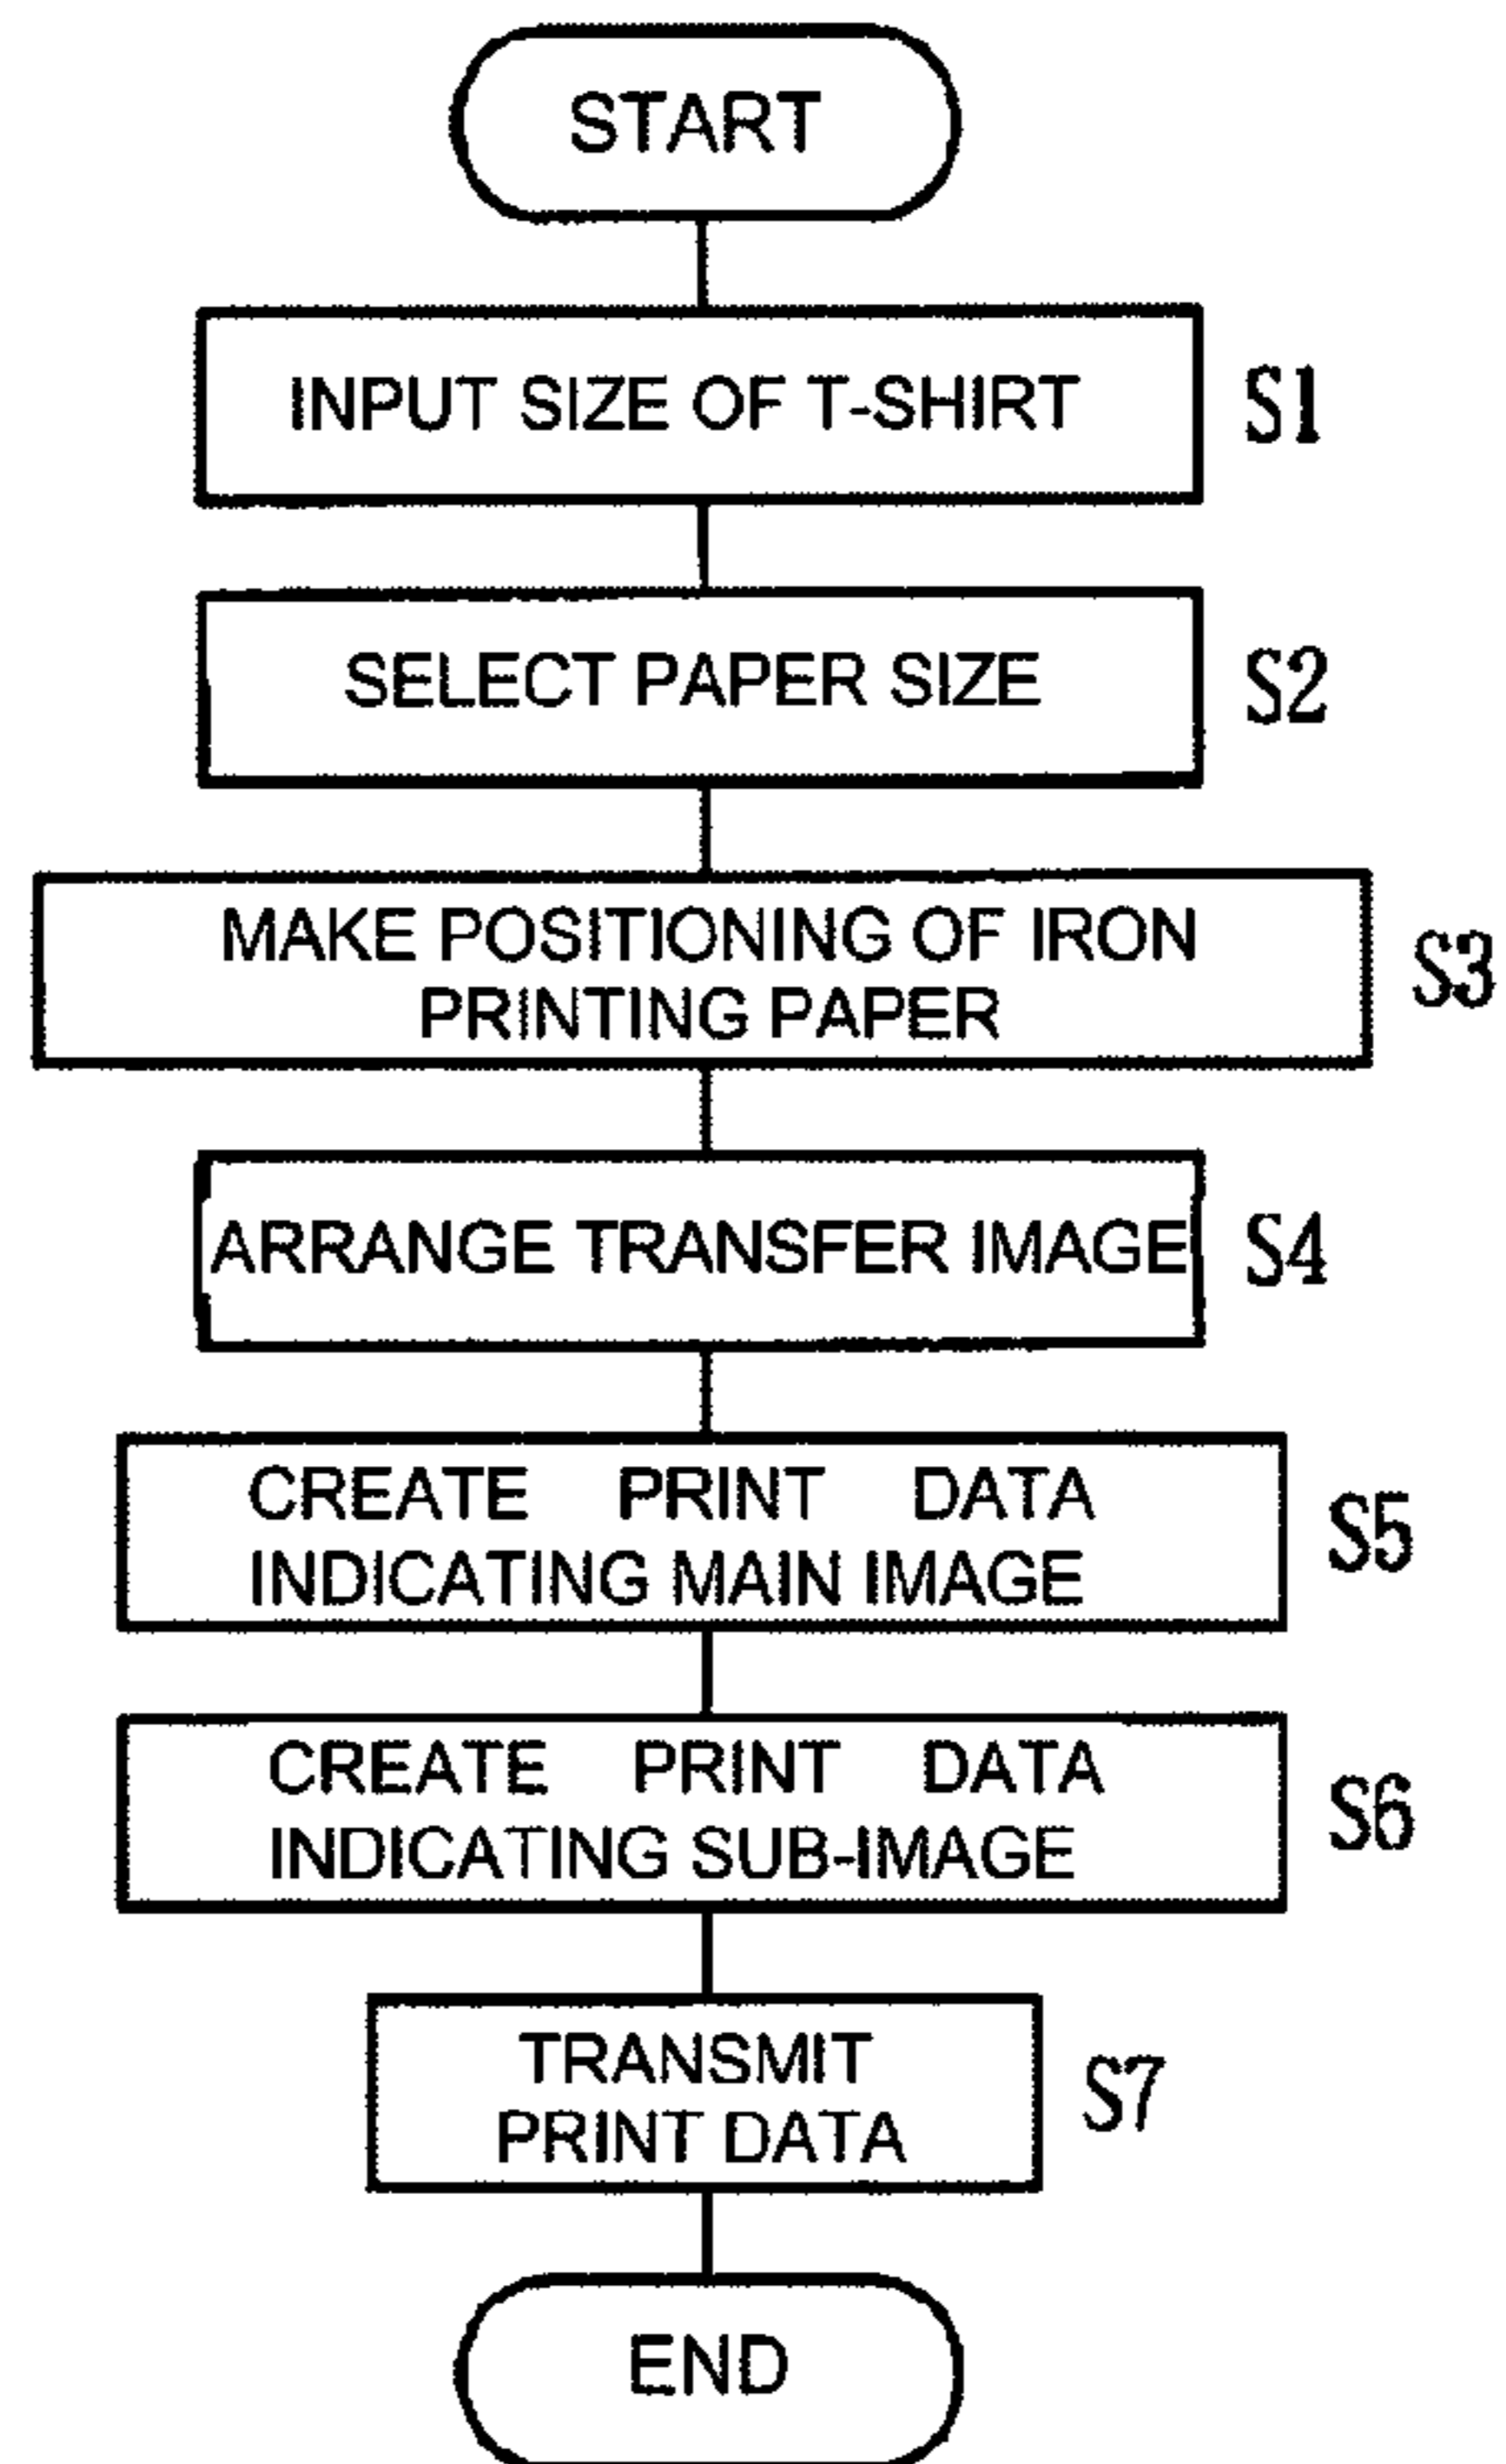 START
INPUT SIZE OF T-SHIRT
S1
SELECT PAPER SIZE
S2
MAKE POSITIONING OF IRON
PRINTING PAPER
S3
ARRANGE TRANSFER IMAGE
S4
CREATE PRINT DATA
INDICATING MAIN IMAGE
S5
CREATE PRINT DATA
INDICATING SUB-IMAGE
S6
TRANSMIT
PRINT DATA
S7
END